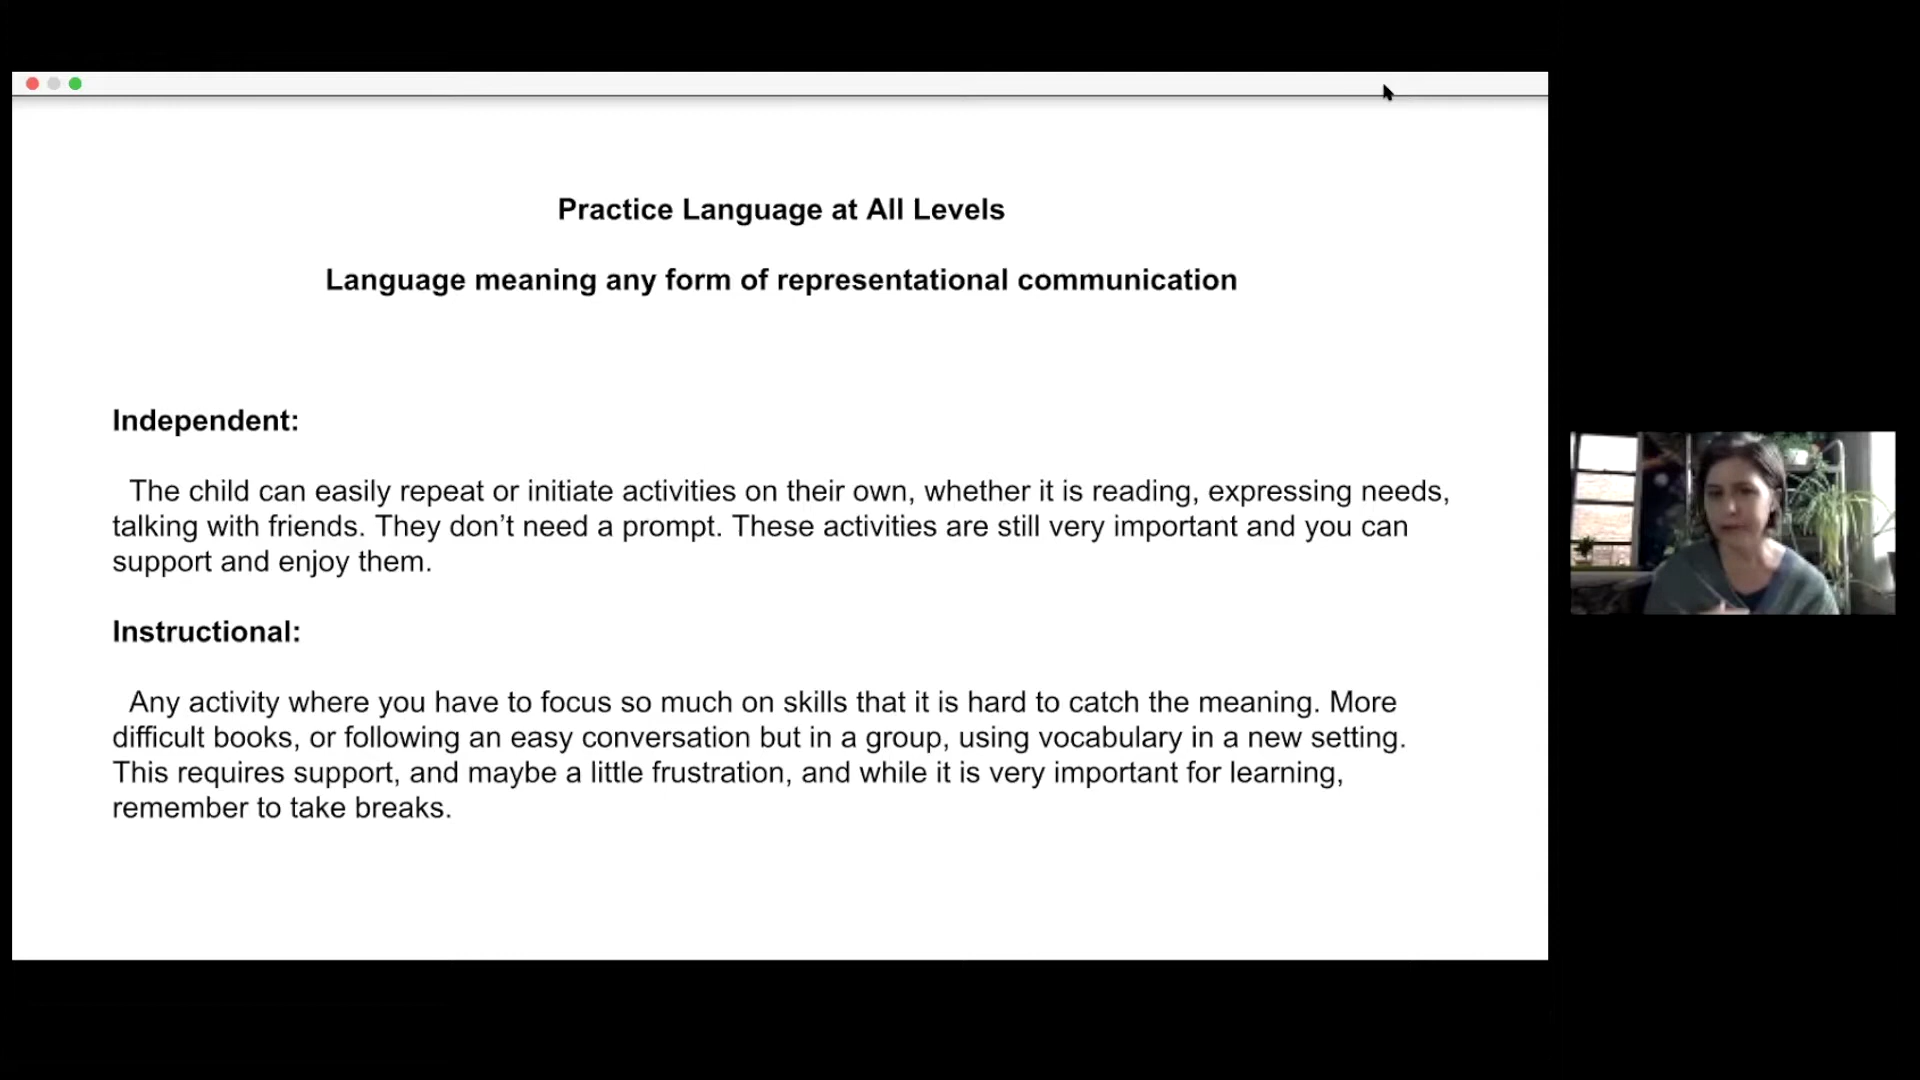 Practice Language at All Levels
Language meaning any form of representational communication
Independent:
The child can easily repeat or initiate activities on their own, whether it is reading, expressing needs,
talking with friends. They don’t need a prompt. These activities are still very important and you can
support and enjoy them.
Instructional:
Any activity where you have to focus so much on skills that it is hard to catch the meaning. More
difficult books, or following an easy conversation but in a group, using vocabulary in a new setting.
This requires support, and maybe a little frustration, and while it is very important for learning,
remember to take breaks.